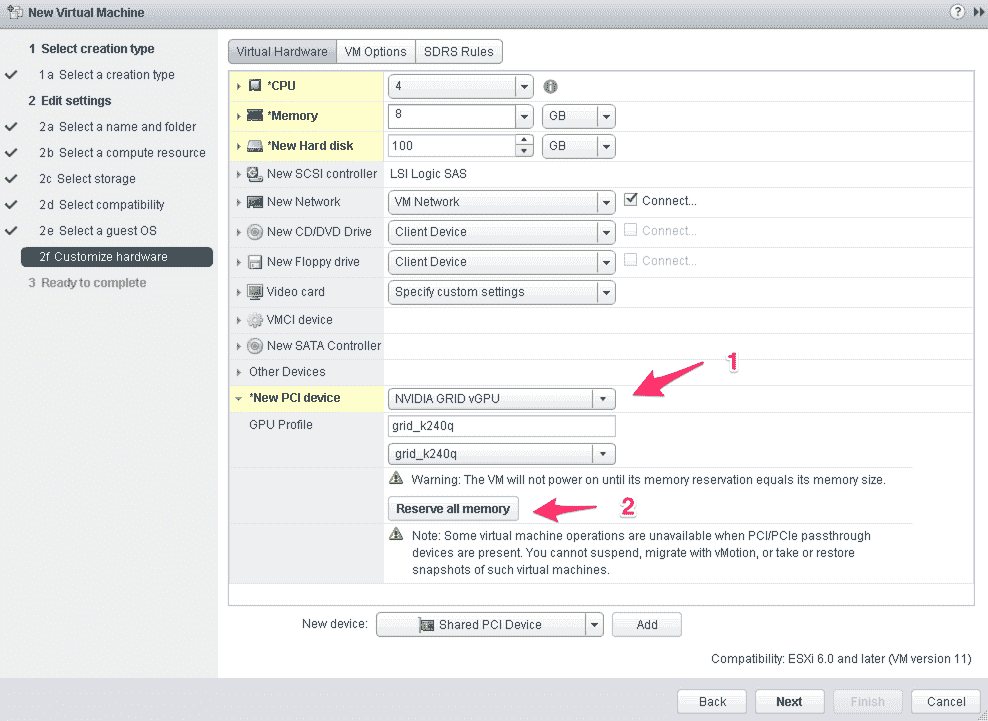 New Virtual Machine
1 Select creation type
1a Select a creation type
2 Edit settings
2a Select a name and folder
2b Select a compute resource
2c Select storage
2d Select compatibility
2e Select a guest OS
2f Customize hardware
3 Ready to complete
Virtual Hardware VM Options SDRS Rules
*CPU 4
*Memory 8 GB
*New Hard disk 100 GB
New SCSI controller LSI Logic SAS
New Network VM Network Connect...
New CD/DVD Drive Client Device Connect...
New Floppy drive Client Device Connect...
Video card Specify custom settings
VMCI device
New SATA Controller
Other Devices
*New PCI device NVIDIA GRID vGPU 1
GPU Profile grid_k240q
grid_k240q
Warning: The VM will not power on until its memory reservation equals its memory size.
Reserve all memory 2
Note: Some virtual machine operations are unavailable when PCI/PCIe passthrough
devices are present. You cannot suspend, migrate with vMotion, or take or restore
snapshots of such virtual machines.
New device: Shared PCI Device Add
Compatibility: ESXi 6.0 and later (VM version 11)
Back Next Finish Cancel